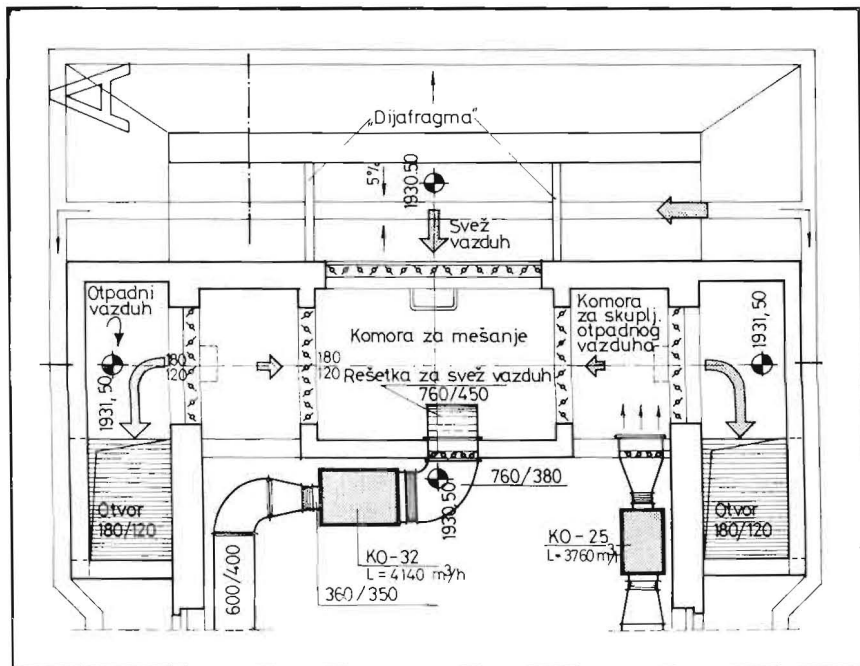 A
„Dijafragma"
5%
1930.50
Svež
vazduh
Otpadni
vazduh
Komora
za skuplj.
otpadnog
vazduha
1931,50
Komora za mešanje
180
120
180
120
Rešetka za svež vazduh
760/450
1931,50
760/380
1930,50
Otvor
180/120
KO-32
L = 4140 m³/h
360/350
600/400
KO-25
L= 3760 m³/
Otvor
180/120